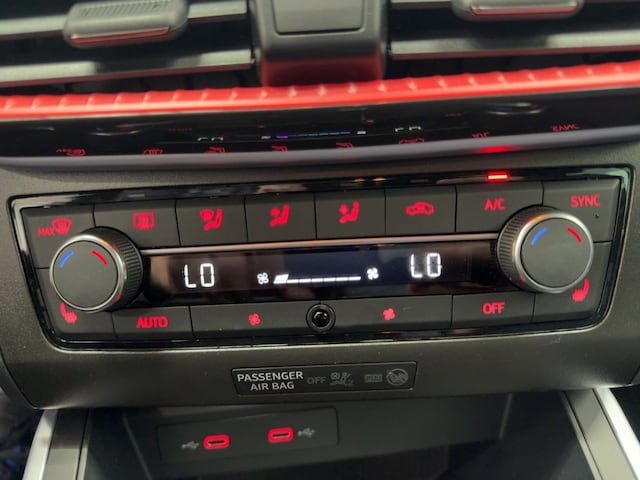 MAX
A/C
SYNC
LO
LO
AUTO
OFF
PASSENGER
AIR BAG
OFF